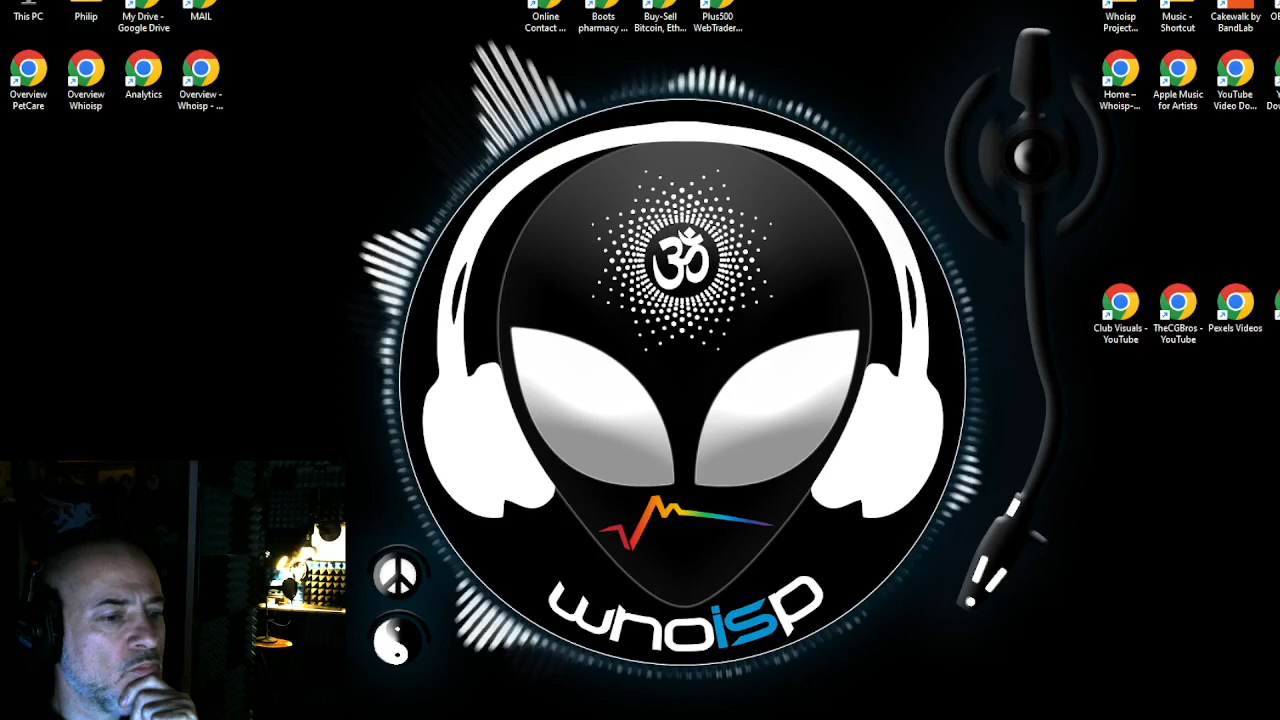 This PC
Philip
My Drive -
Google Drive
MAIL
Online
Contact ...
Boots
pharmacy ...
Buy-Sell
Bitcoin, Eth...
Plus500
WebTrader...
Whoisp
Project...
Music -
Shortcut
Cakewalk by
BandLab
Overview
PetCare
Overview
Whoisp
Analytics
Overview -
Whoisp - ...
Home –
Whoisp-...
Apple Music
for Artists
YouTube
Video Do...
ॐ
Club Visuals -
YouTube
TheCGBros -
YouTube
Pexels Videos
whoisp